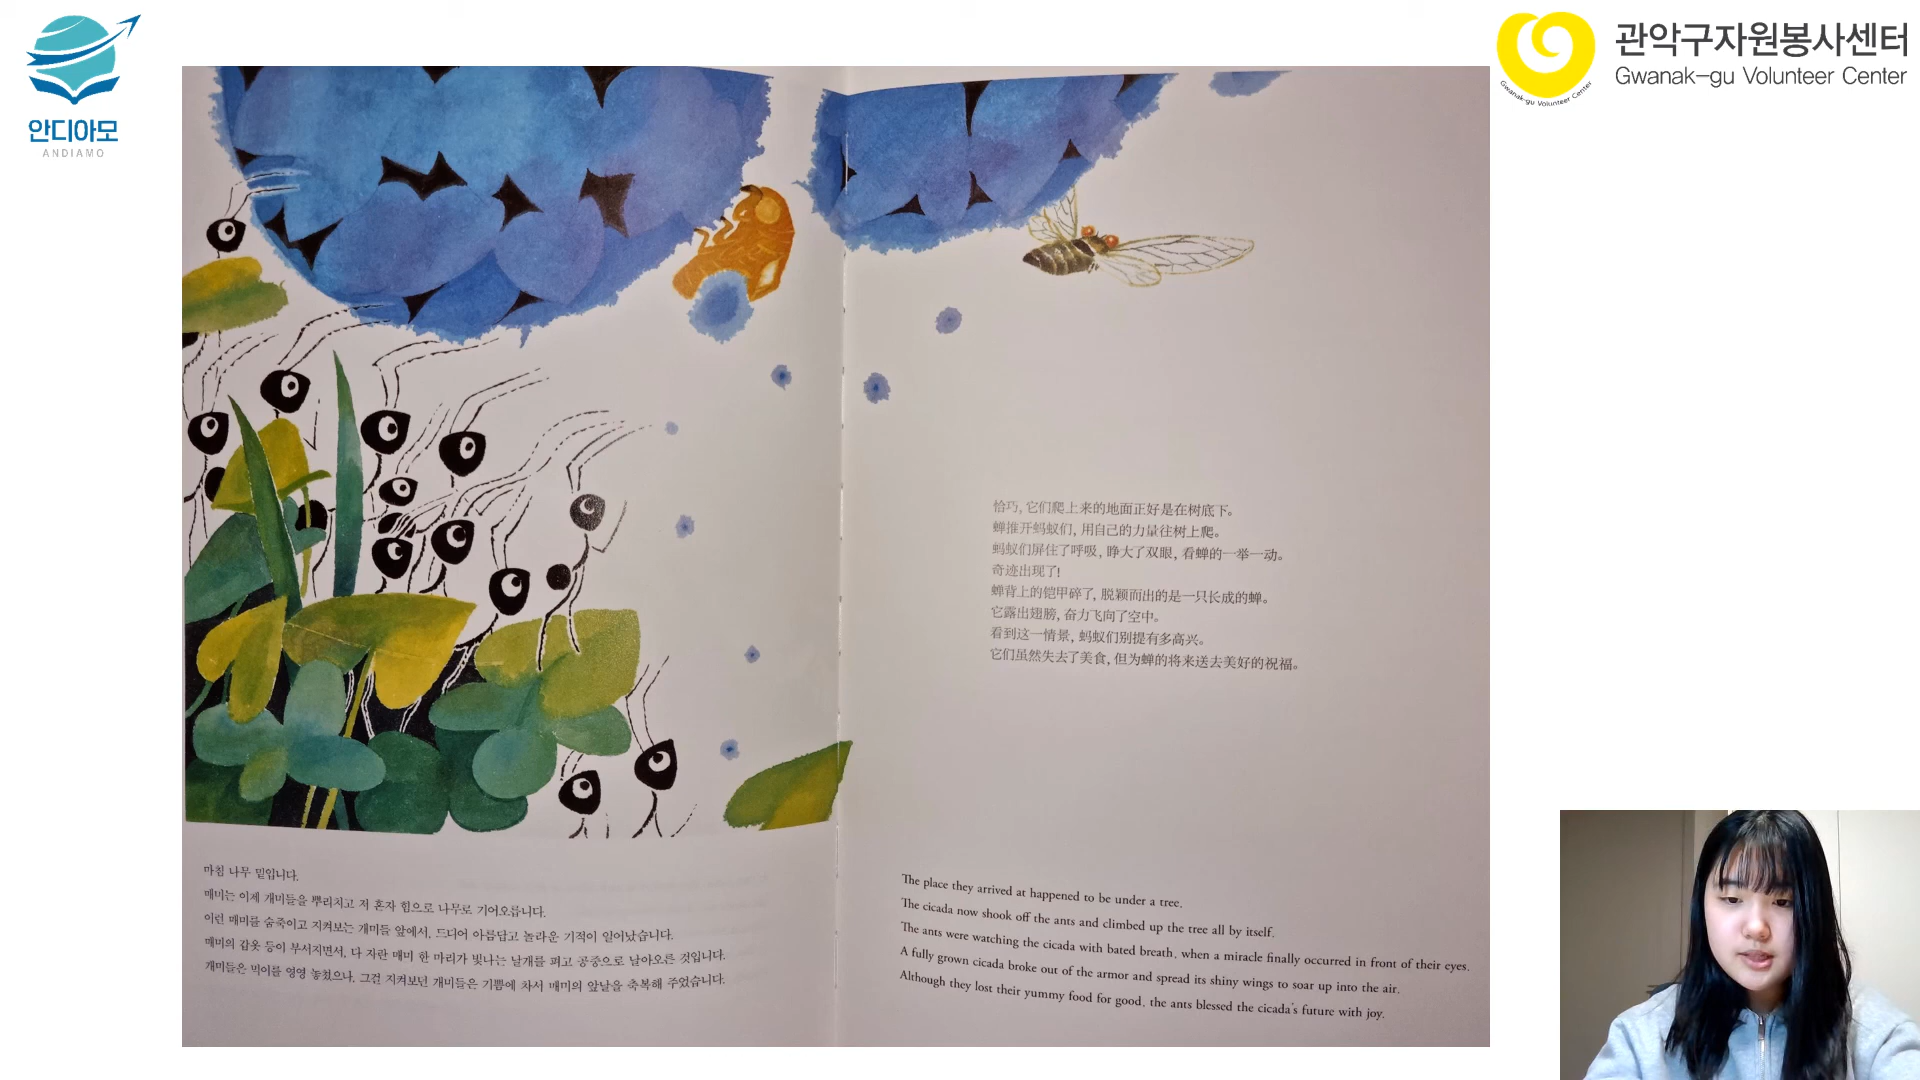 안디아모
ANDIAMO
관악구자원봉사센터
Gwanak-gu Volunteer Center
Gwanak-gu Volunteer Center
恰巧, 它们爬上来的地面正好是在树底下。
蝉推开蚂蚁们, 用自己的力量往树上爬。
蚂蚁们屏住了呼吸, 睁大了双眼, 看蝉的一举一动。
奇迹出现了!
蝉背上的铠甲碎了, 脱颖而出的是一只长成的蝉。
它露出翅膀, 奋力飞向了空中。
看到这一情景, 蚂蚁们别提有多高兴。
它们虽然失去了美食, 但为蝉的将来送去美好的祝福。
마침 나무 밑입니다.
매미는 이제 개미들을 뿌리치고 저 혼자 힘으로 나무로 기어오릅니다.
이런 매미를 숨죽이고 지켜보는 개미들 앞에서, 드디어 아름답고 놀라운 기적이 일어났습니다.
매미의 갑옷 등이 부서지면서, 다 자란 매미 한 마리가 빛나는 날개를 펴고 공중으로 날아오른 것입니다.
개미들은 먹이를 영영 놓쳤으나, 그걸 지켜보던 개미들은 기쁨에 차서 매미의 앞날을 축복해 주었습니다.
The place they arrived at happened to be under a tree.
The cicada now shook off the ants and climbed up the tree all by itself.
The ants were watching the cicada with bated breath, when a miracle finally occurred in front of their eyes.
A fully grown cicada broke out of the armor and spread its shiny wings to soar up into the air.
Although they lost their yummy food for good, the ants blessed the cicada's future with joy.